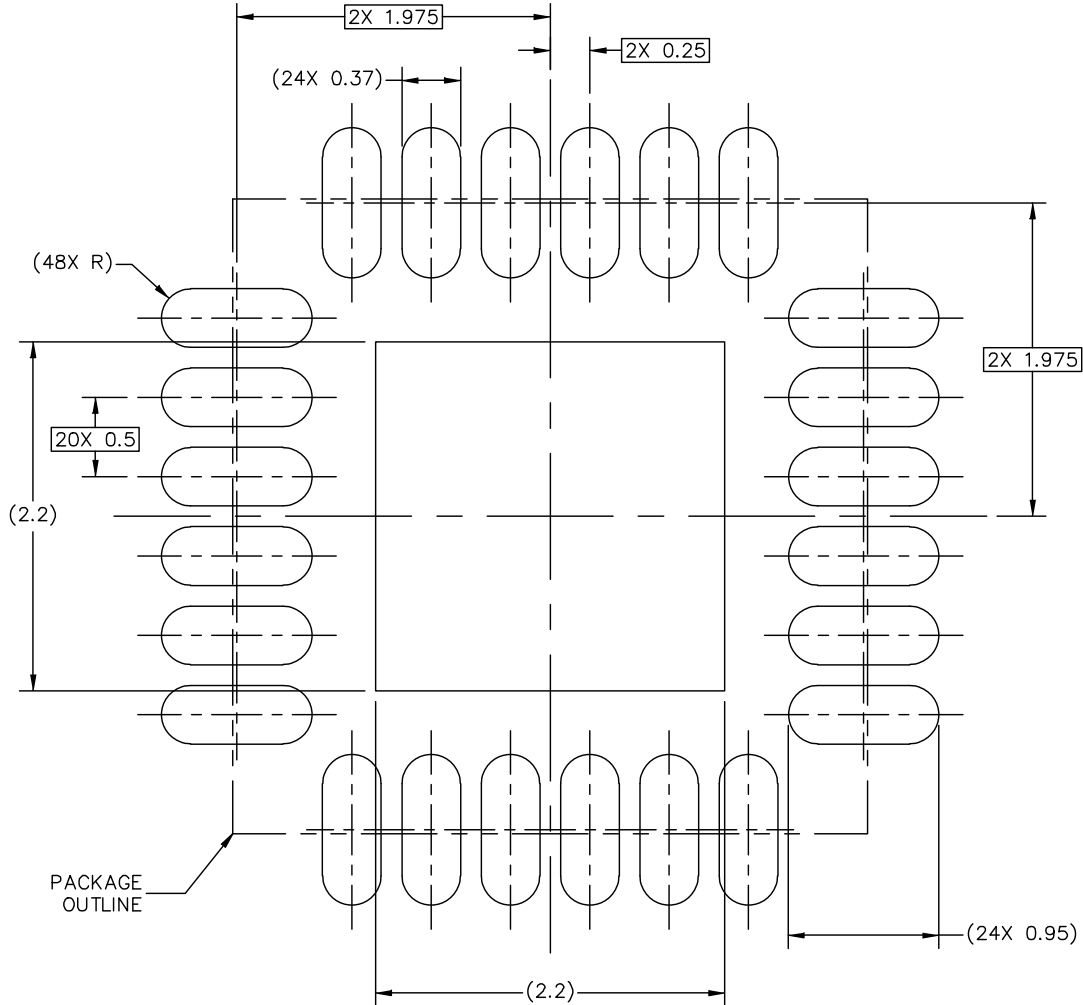 2X 1.975
2X 0.25
(24X 0.37)
(48X R)
2X 1.975
20X 0.5
(2.2)
PACKAGE
OUTLINE
(24X 0.95)
(2.2)